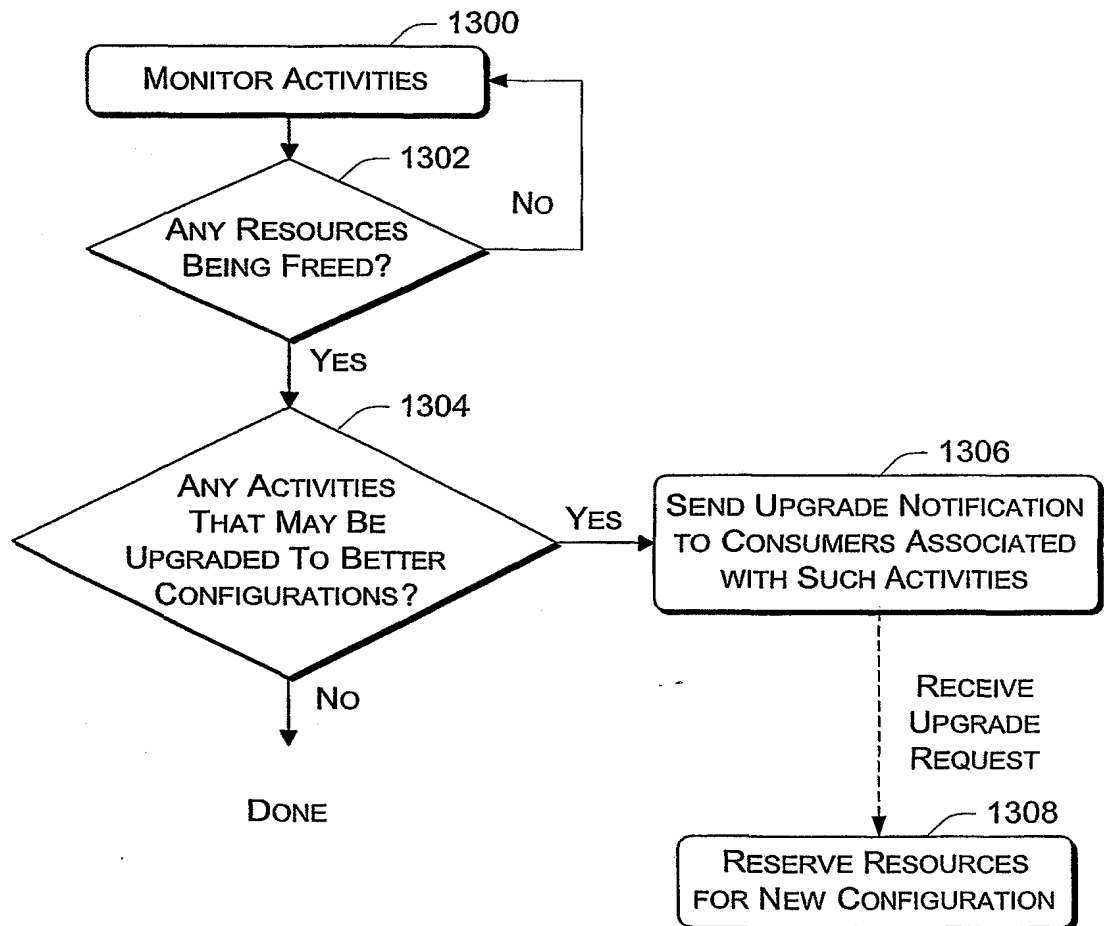 1300
MONITOR ACTIVITIES
1302
NO
ANY RESOURCES
BEING FREED?
YES
1304
ANY ACTIVITIES
THAT MAY BE
UPGRADED TO BETTER
CONFIGURATIONS?
YES
1306
SEND UPGRADE NOTIFICATION
TO CONSUMERS ASSOCIATED
WITH SUCH ACTIVITIES
NO
DONE
RECEIVE
UPGRADE
REQUEST
1308
RESERVE RESOURCES
FOR NEW CONFIGURATION